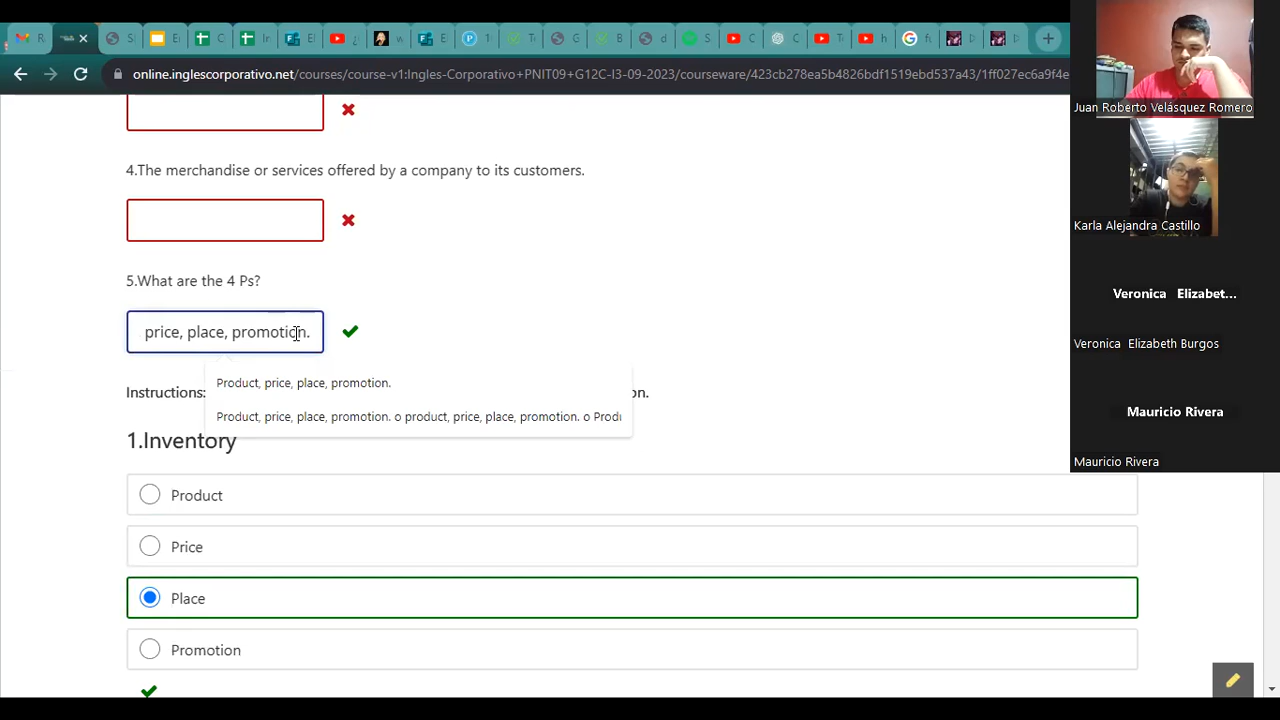 online.inglescorporativo.net/courses/course-v1:Ingles-Corporativo+PNIT09+G12C-I3-09-2023/courseware/423cb278ea5b4826bdf1519ebd537a43/1ff027ec6a9f4e
4.The merchandise or services offered by a company to its customers.
5.What are the 4 Ps?
price, place, promotion.
Product, price, place, promotion.
Product, price, place, promotion. o product, price, place, promotion. o Produ
Instructions: on.
1.Inventory
Product
Price
Place
Promotion
Juan Roberto Velásquez Romero
Karla Alejandra Castillo
Veronica Elizabet...
Veronica Elizabeth Burgos
Mauricio Rivera
Mauricio Rivera